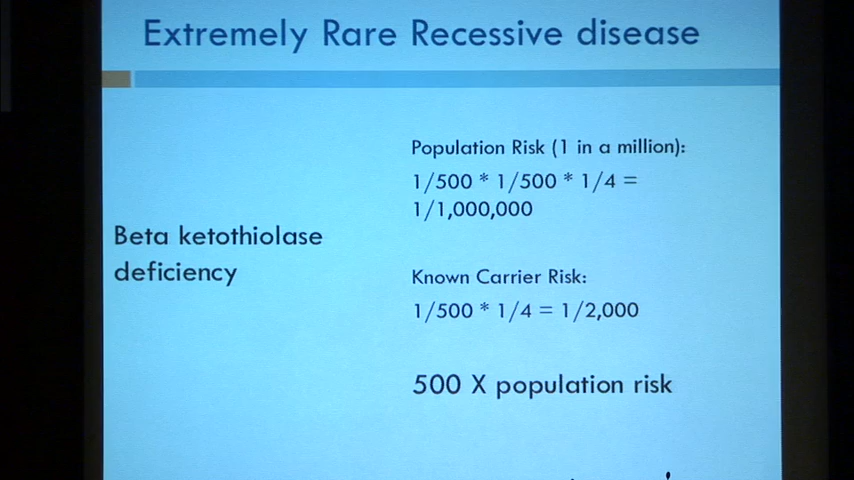 Extremely Rare Recessive disease
Beta ketothiolase
deficiency
Population Risk (1 in a million):
1/500 * 1/500 * 1/4 =
1/1,000,000
Known Carrier Risk:
1/500 * 1/4 = 1/2,000
500 X population risk